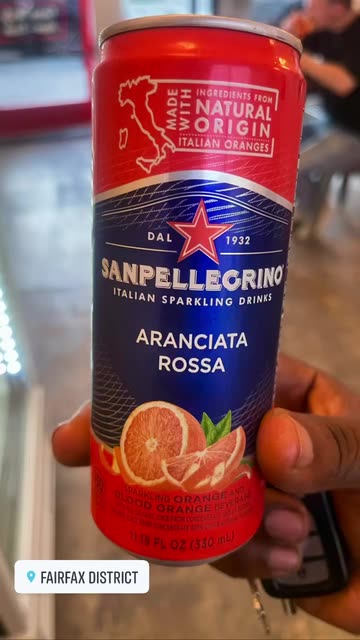 MADE
WITH
INGREDIENTS FROM
NATURAL
ORIGIN
ITALIAN ORANGES
DAL 1932
SANPELLEGRINO
ITALIAN SPARKLING DRINKS
ARANCIATA
ROSSA
SPARKLING ORANGE AND
BLOOD ORANGE BEVERAGE
11.15 FL OZ (330 mL)
FAIRFAX DISTRICT